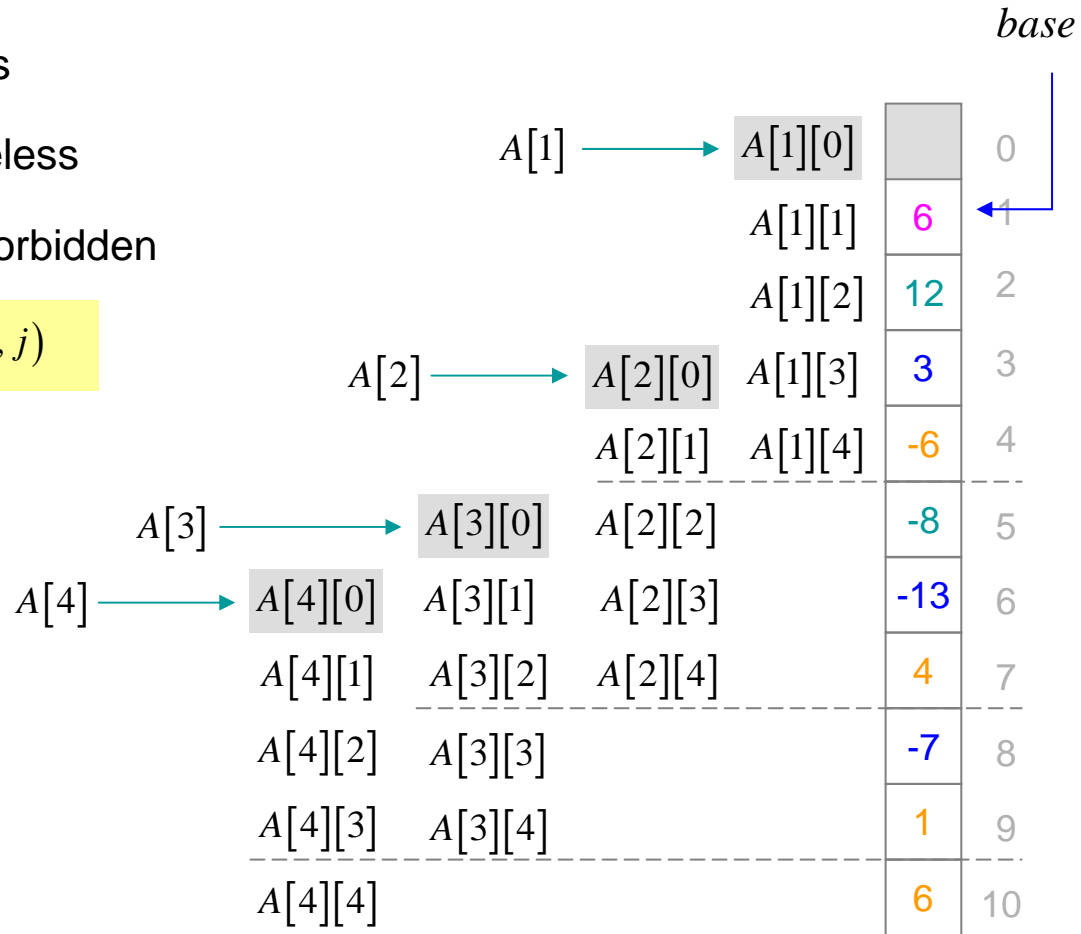 base
A[1] A[1][0] 0
A[1][1] 6 1
A[1][2] 12 2
A[2] A[2][0] A[1][3] 3 3
A[2][1] A[1][4] -6 4
A[3] A[3][0] A[2][2] -8 5
A[4] A[4][0] A[3][1] A[2][3] -13 6
A[4][1] A[3][2] A[2][4] 4 7
A[4][2] A[3][3] -7 8
A[4][3] A[3][4] 1 9
A[4][4] 6 10
, j)